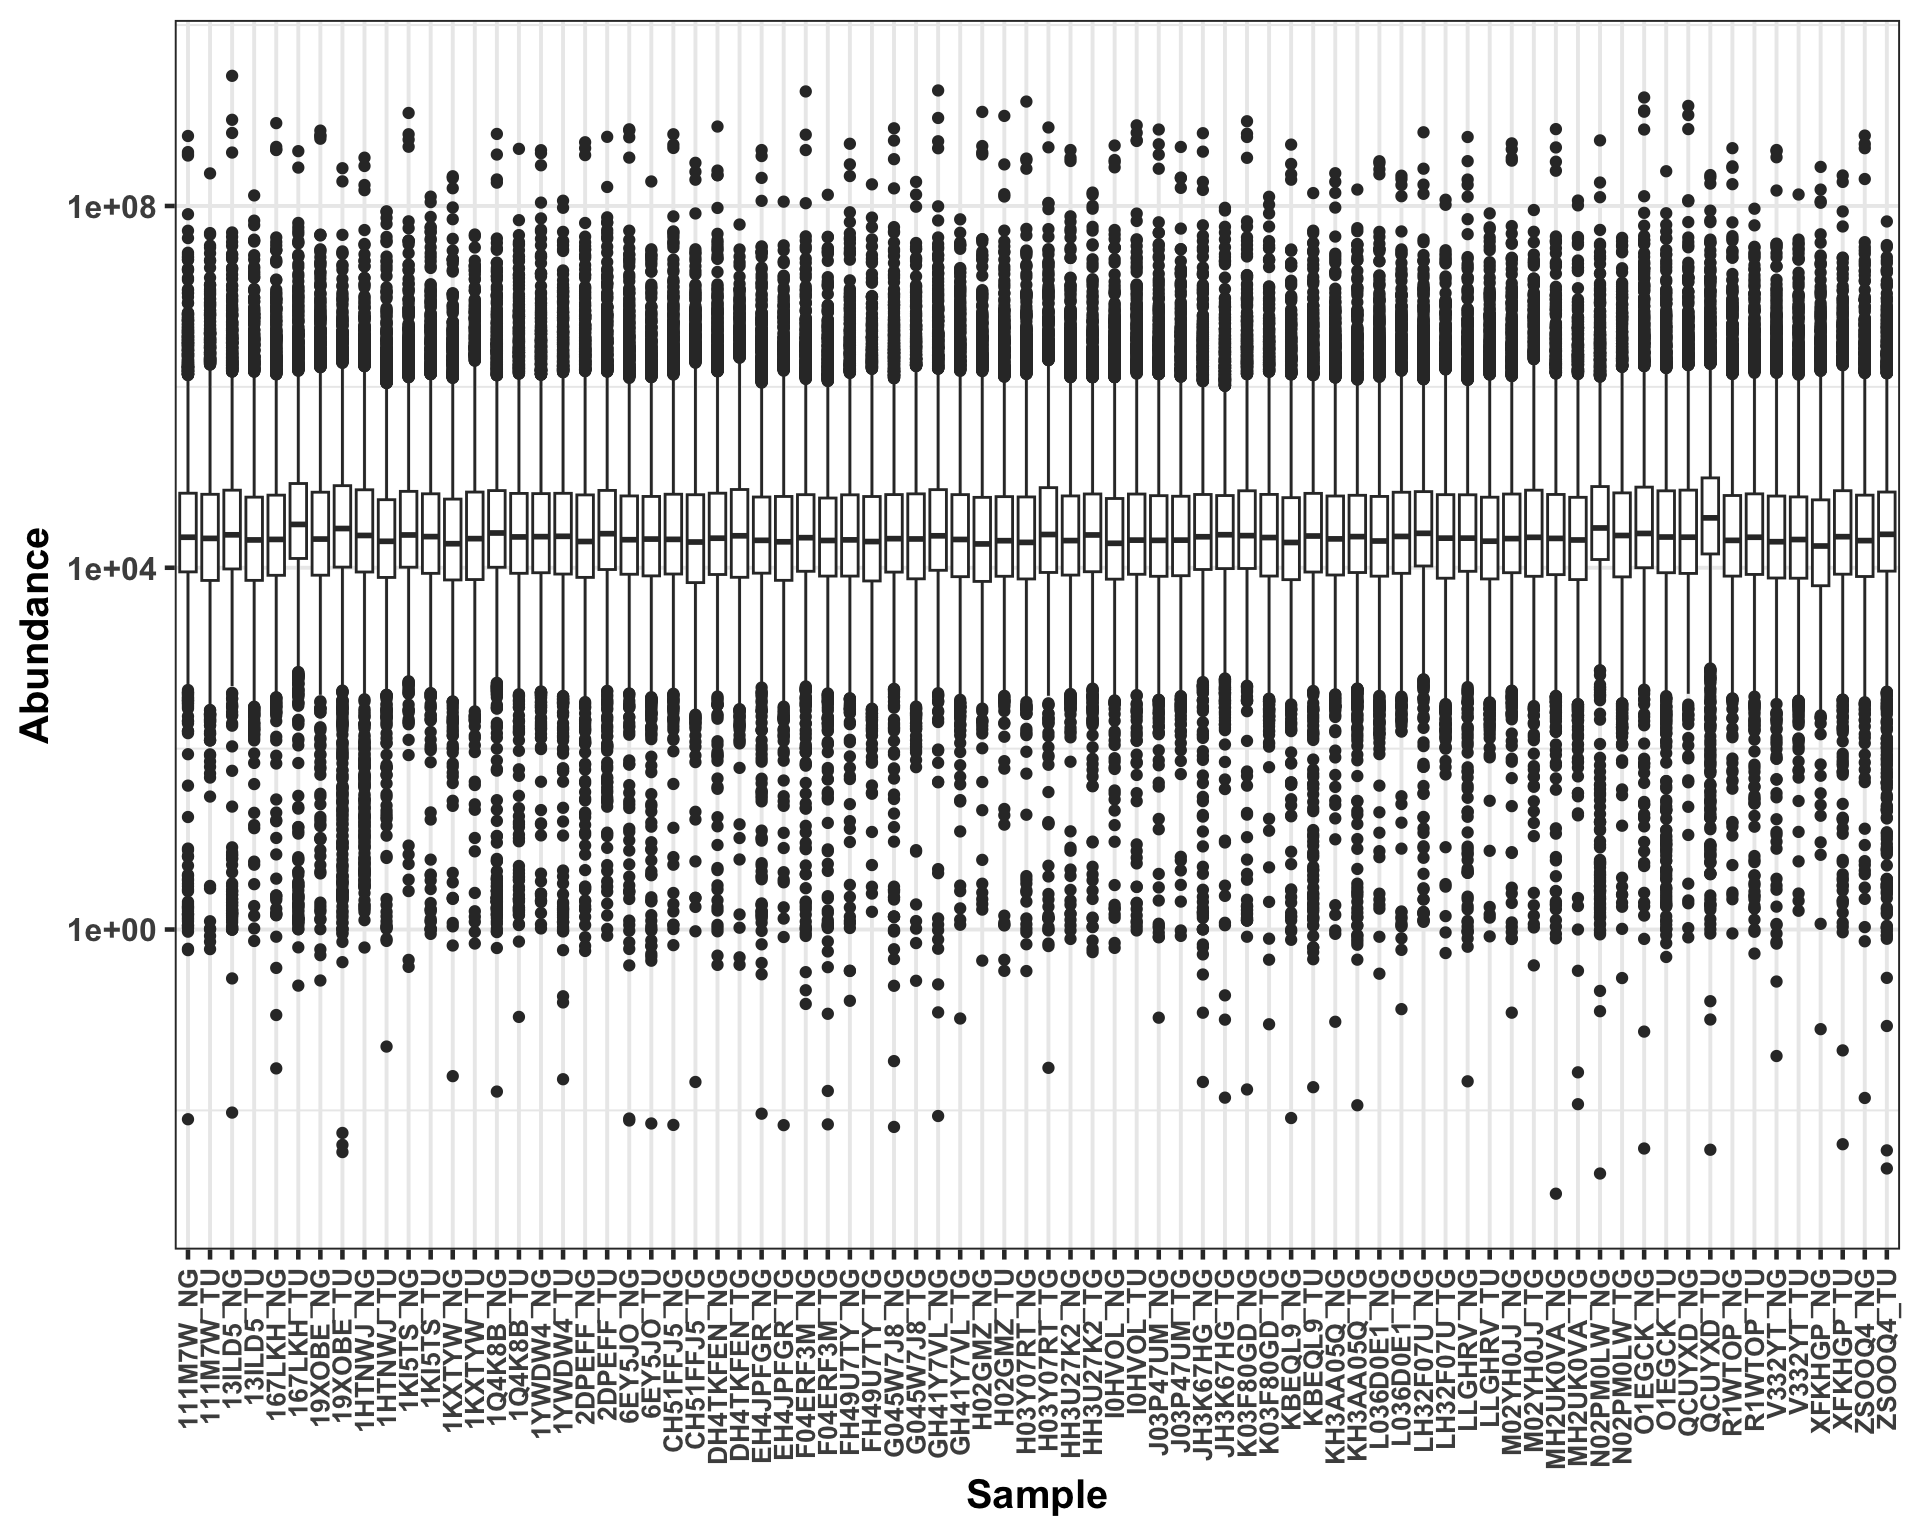 Abundance
1e+08
1e+04
1e+00
111M7W_NG
111M7W_TU
13ILD5_NG
13ILD5_TU
167LKH_NG
167LKH_TU
19XOBE_NG
19XOBE_TU
1HTNWJ_NG
1HTNWJ_TU
1KI5TS_NG
1KI5TS_TU
1KXTYW_NG
1KXTYW_TU
1Q4K8B_NG
1Q4K8B_TU
1YWDW4_NG
1YWDW4_TU
2DPEFF_NG
2DPEFF_TU
6EY5JO_NG
6EY5JO_TU
CH51FFJ5_NG
CH51FFJ5_TG
DH4TKFEN_NG
DH4TKFEN_TG
EH4JPFGR_NG
EH4JPFGR_TG
F04ERF3M_NG
F04ERF3M_TG
FH49U7TY_NG
FH49U7TY_TG
G045W7J8_NG
G045W7J8_TG
GH41Y7VL_NG
GH41Y7VL_TG
H02GMZ_NG
H02GMZ_TU
H03Y07RT_NG
H03Y07RT_TG
HH3U27K2_NG
HH3U27K2_TG
I0HVOL_NG
I0HVOL_TU
J03P47UM_NG
J03P47UM_TG
JH3K67HG_NG
JH3K67HG_TG
K03F80GD_NG
K03F80GD_TG
KBEQL9_NG
KBEQL9_TU
KH3AA05Q_NG
KH3AA05Q_TG
L036D0E1_NG
L036D0E1_TG
LH32F07U_NG
LH32F07U_TG
LLGHRV_NG
LLGHRV_TU
M02YH0JJ_NG
M02YH0JJ_TG
MH2UK0VA_NG
MH2UK0VA_TG
N02PM0LW_NG
N02PM0LW_TG
O1EGCK_NG
O1EGCK_TU
QCUYXD_NG
QCUYXD_TU
R1WTOP_NG
R1WTOP_TU
V332YT_NG
V332YT_TU
XFKHGP_NG
XFKHGP_TU
ZSOOQ4_NG
ZSOOQ4_TU
Sample